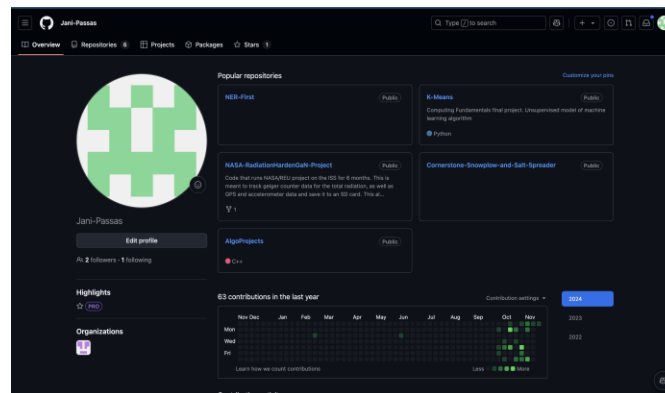 Jani-Passas
Type / to search
Overview
Repositories 6
Projects
Packages
Stars 1
Popular repositories
Customize your pins
NER-First
Public
K-Means
Public
Computing Fundamentals final project. Unsupervised model of machine
learning algorithm
Python
NASA-RadiationHardenGaN-Project
Public
Code that runs NASA/REU project on the ISS for 6 months. This is
meant to track geiger counter data for the total radiation, as well as
GPS and accelerometer data and save it to an SD card. This al...
1
Cornerstone-Snowplow-and-Salt-Spreader
Public
Jani-Passas
Edit profile
2 followers · 1 following
AlgoProjects
Public
C++
Highlights
PRO
Organizations
63 contributions in the last year
Contribution settings
2024
2023
2022
Nov Dec Jan Feb Mar Apr May Jun Jul Aug Sep Oct Nov
Mon
Wed
Fri
Learn how we count contributions
Less
More